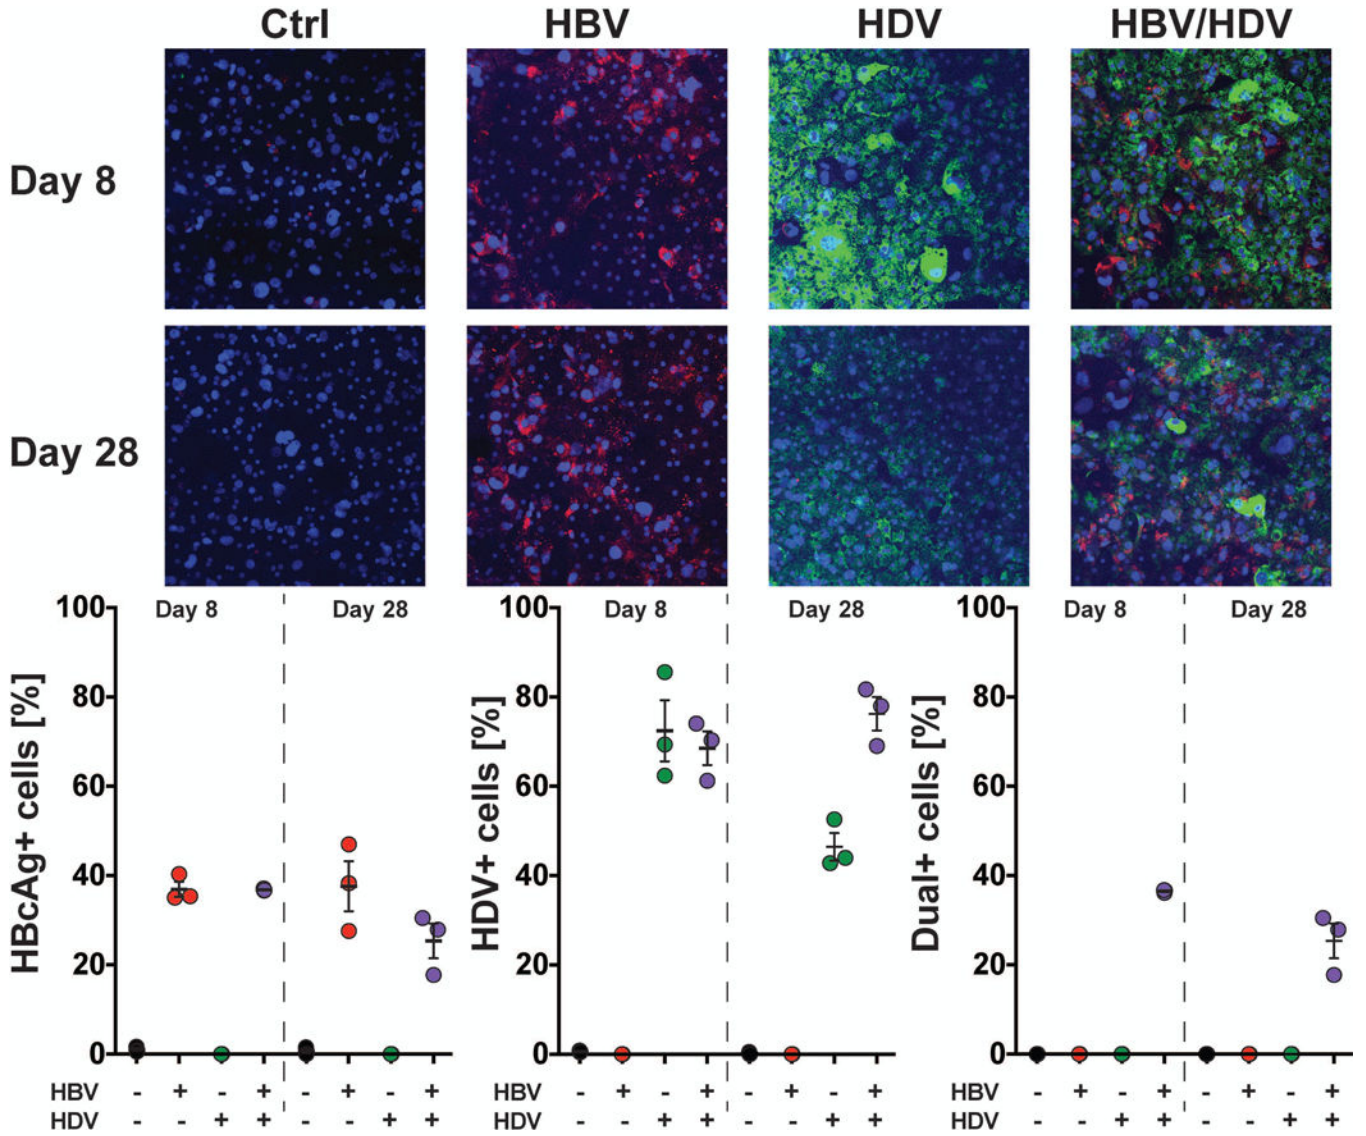 Ctrl HBV HDV HBV/HDV
Day 8
Day 28
HBcAg+ cells [%]
100
80
60
40
20
0
Day 8 Day 28
HBV - + - + - + - +
HDV - - + + - - + +
HDV+ cells [%]
100
80
60
40
20
0
Day 8 Day 28
HBV - + - + - + - +
HDV - - + + - - + +
Dual+ cells [%]
100
80
60
40
20
0
Day 8 Day 28
HBV - + - + - + - +
HDV - - + + - - + +